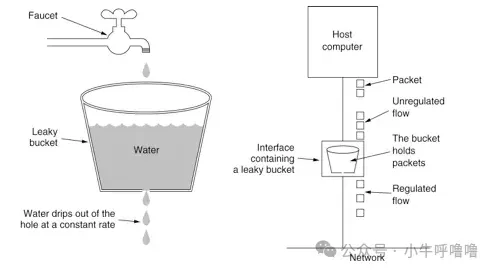 Faucet
Leaky
bucket
Water
Water drips out of the
hole at a constant rate
Host
computer
Packet
Unregulated
flow
Interface
containing
a leaky bucket
The bucket
holds
packets
Regulated
flow
Network
公众号 · 小牛呼噜噜